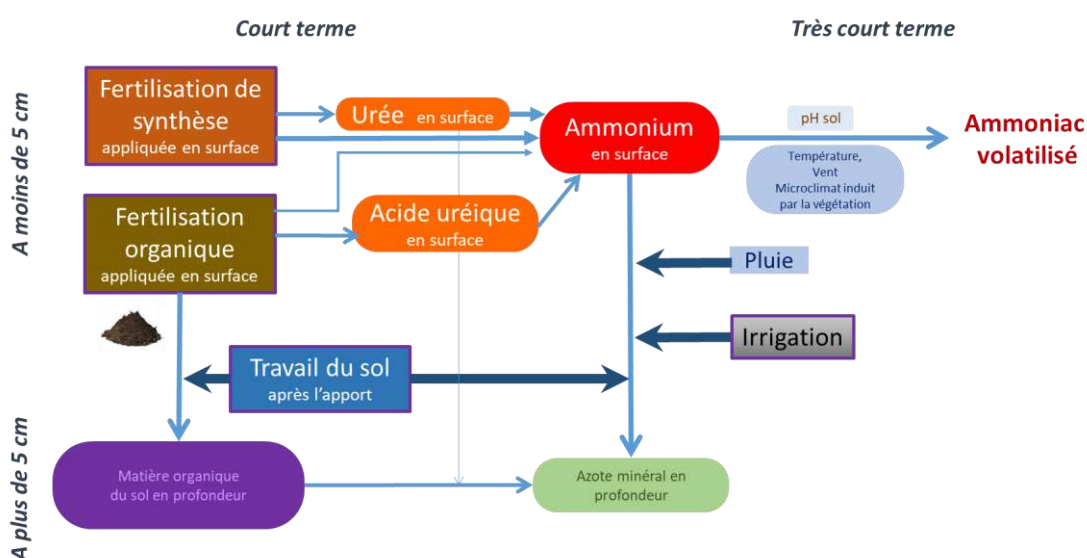 Court terme
Très court terme
A moins de 5 cm
Fertilisation de
synthèse
appliquée en surface
Urée en surface
Ammonium
en surface
pH sol
Ammoniac
volatilisé
Température,
Vent
Microclimat induit
par la végétation
Fertilisation
organique
appliquée en surface
Acide uréique
en surface
Pluie
Irrigation
Travail du sol
après l'apport
A plus de 5 cm
Matière organique
du sol en profondeur
Azote minéral en
profondeur